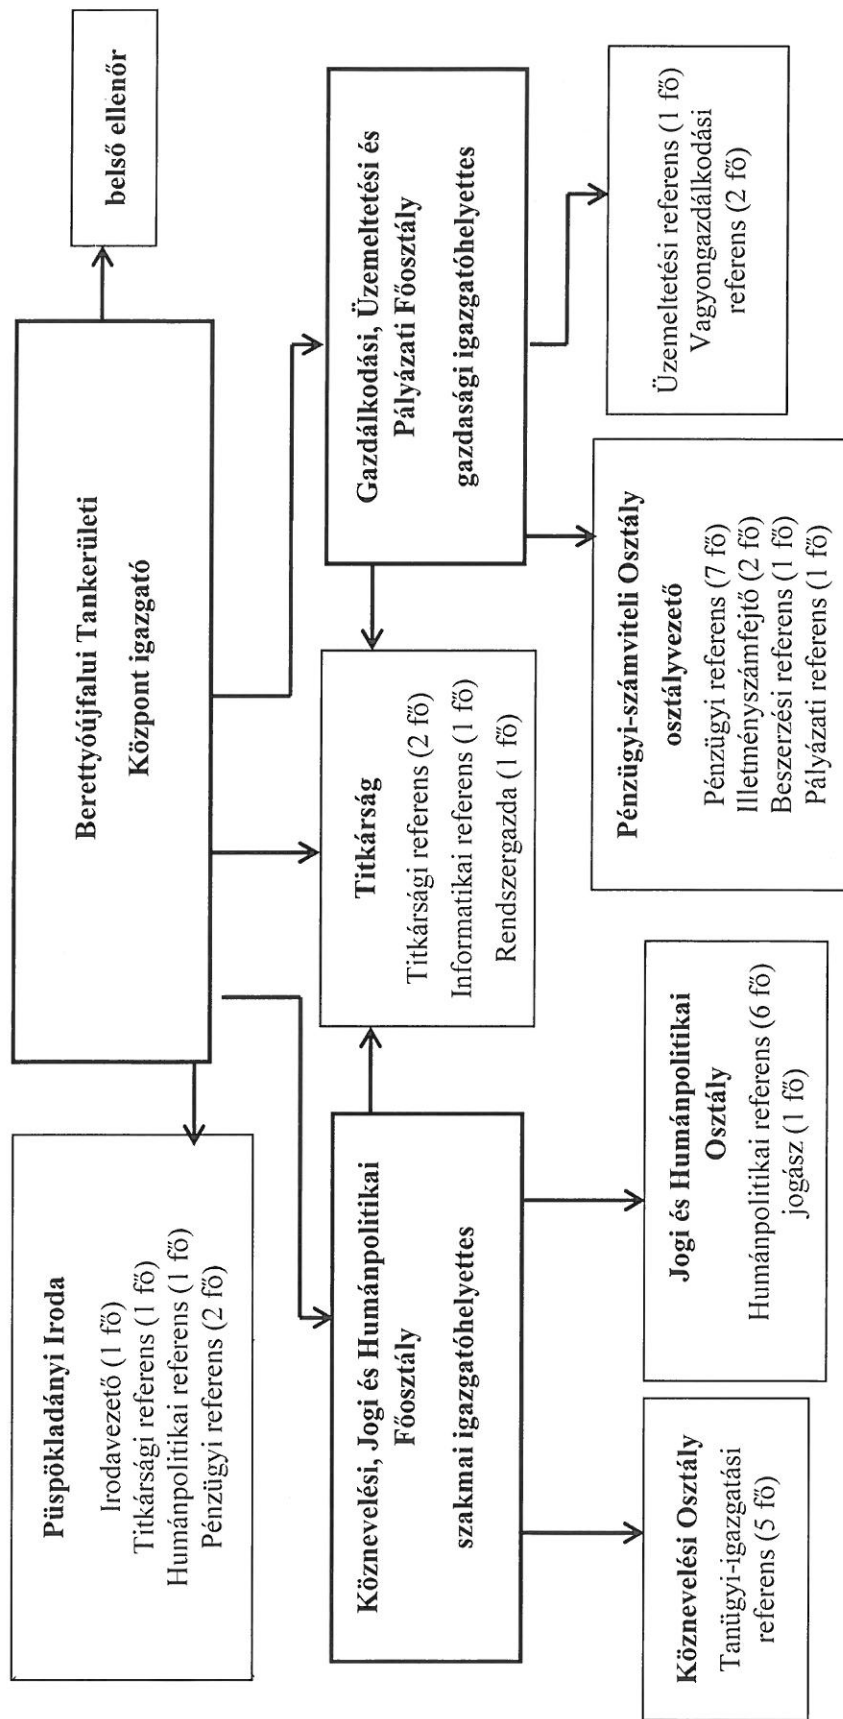 Püspökladányi Iroda
Irodavezető (1 fő)
Titkársági referens (1 fő)
Humánpolitikai referens (1 fő)
Pénzügyi referens (2 fő)
Berettyóújfalui Tankerületi
Központ igazgató
belső ellenőr
Köznevelési, Jogi és Humánpolitikai
Főosztály
szakmai igazgatóhelyettes
Titkárság
Titkársági referens (2 fő)
Informatikai referens (1 fő)
Rendszergazda (1 fő)
Gazdálkodási, Üzemeltetési és
Pályázati Főosztály
gazdasági igazgatóhelyettes
Köznevelési Osztály
Tanügyi-igazgatási
referens (5 fő)
Jogi és Humánpolitikai
Osztály
Humánpolitikai referens (6 fő)
jogász (1 fő)
Pénzügyi-számviteli Osztály
osztályvezető
Pénzügyi referens (7 fő)
Illetményszámfejtő (2 fő)
Beszerzési referens (1 fő)
Pályázati referens (1 fő)
Üzemeltetési referens (1 fő)
Vagyongazdálkodási
referens (2 fő)